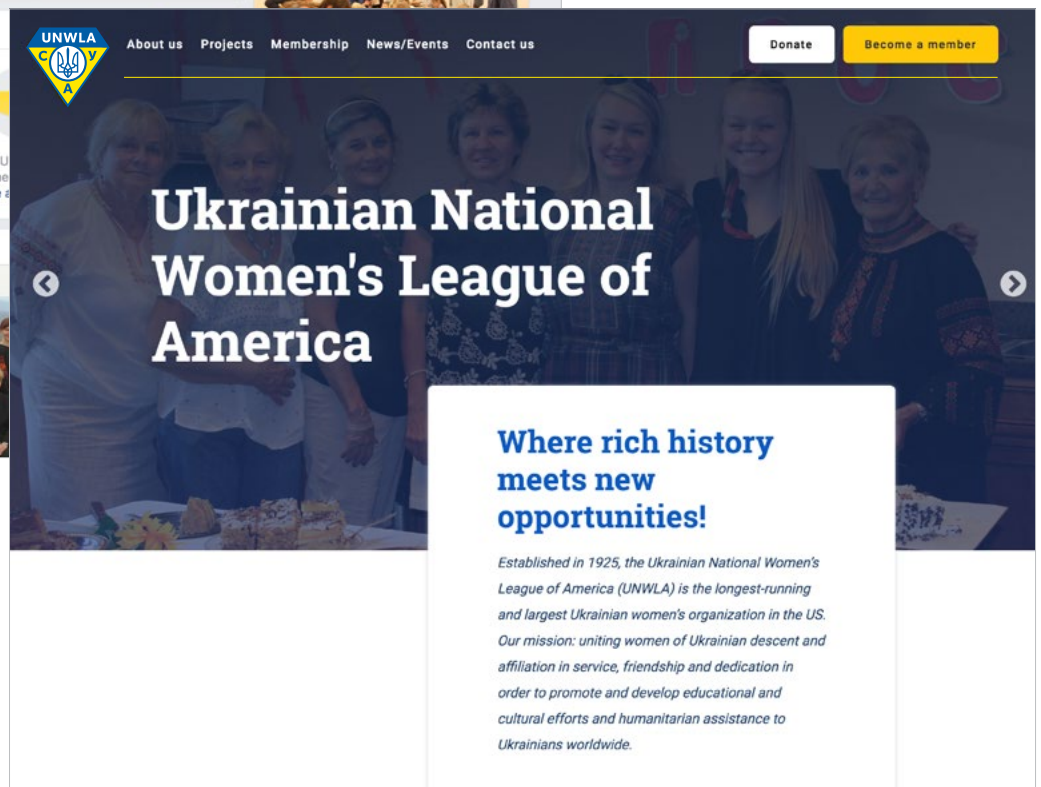 UNWLA
С У
А
About us Projects Membership News/Events Contact us
Donate
Become a member
Ukrainian National
Women's League of
America
Where rich history
meets new
opportunities!
Established in 1925, the Ukrainian National Women's
League of America (UNWLA) is the longest-running
and largest Ukrainian women's organization in the US.
Our mission: uniting women of Ukrainian descent and
affiliation in service, friendship and dedication in
order to promote and develop educational and
cultural efforts and humanitarian assistance to
Ukrainians worldwide.